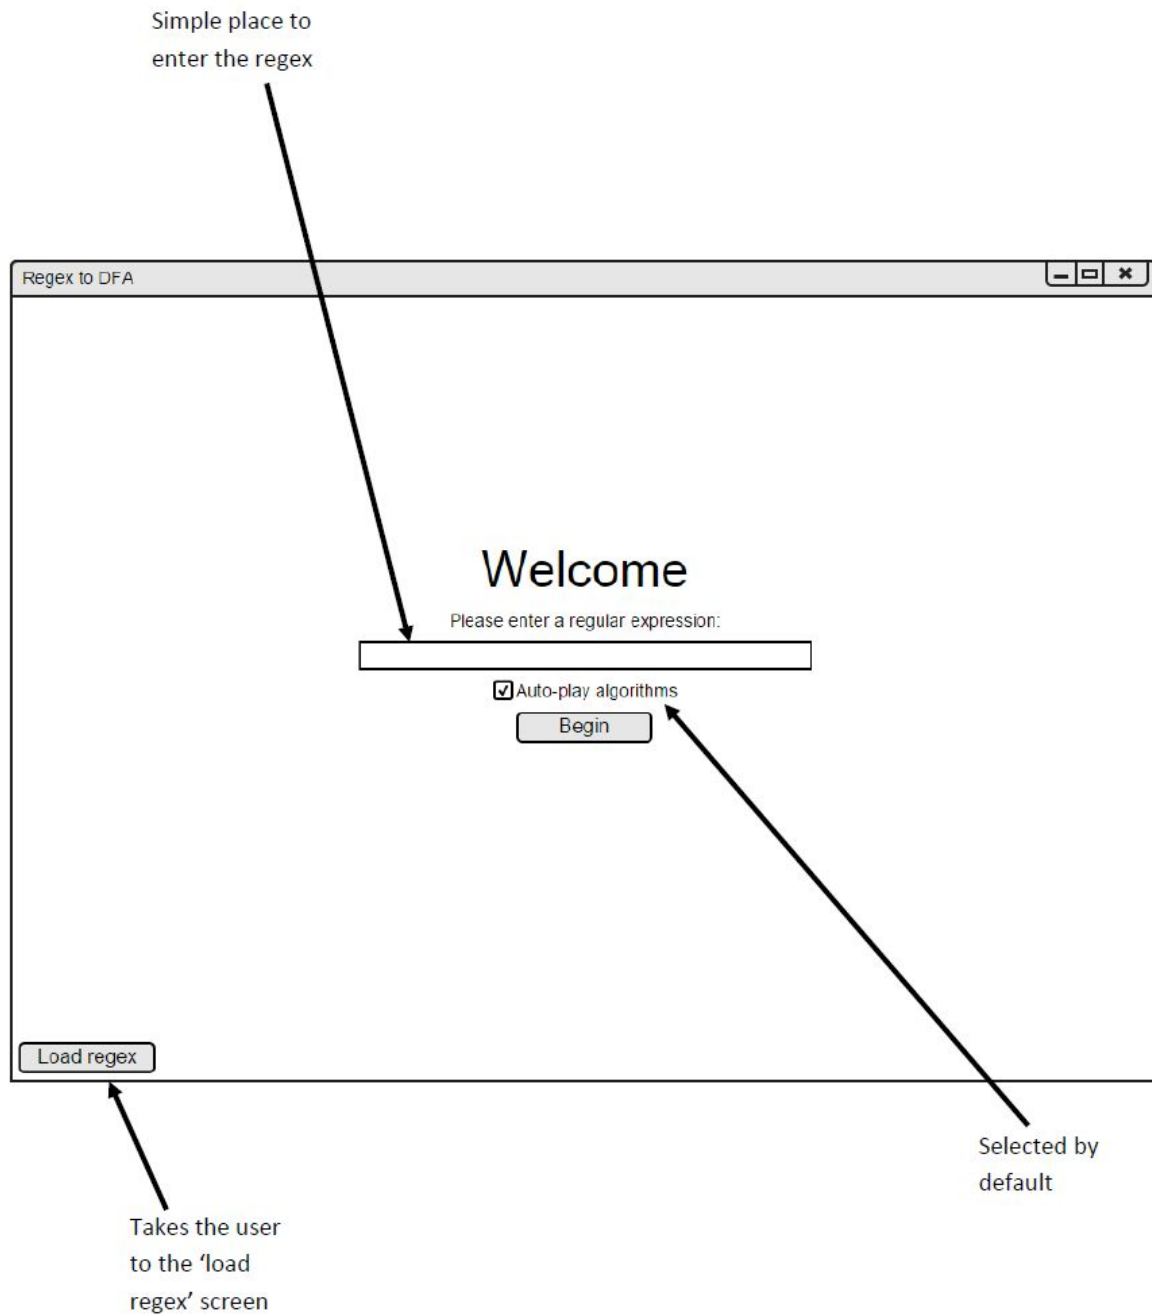 Simple place to
enter the regex
Regex to DFA
Welcome
Please enter a regular expression:
Auto-play algorithms
Begin
Load regex
Selected by
default
Takes the user
to the ‘load
regex’ screen